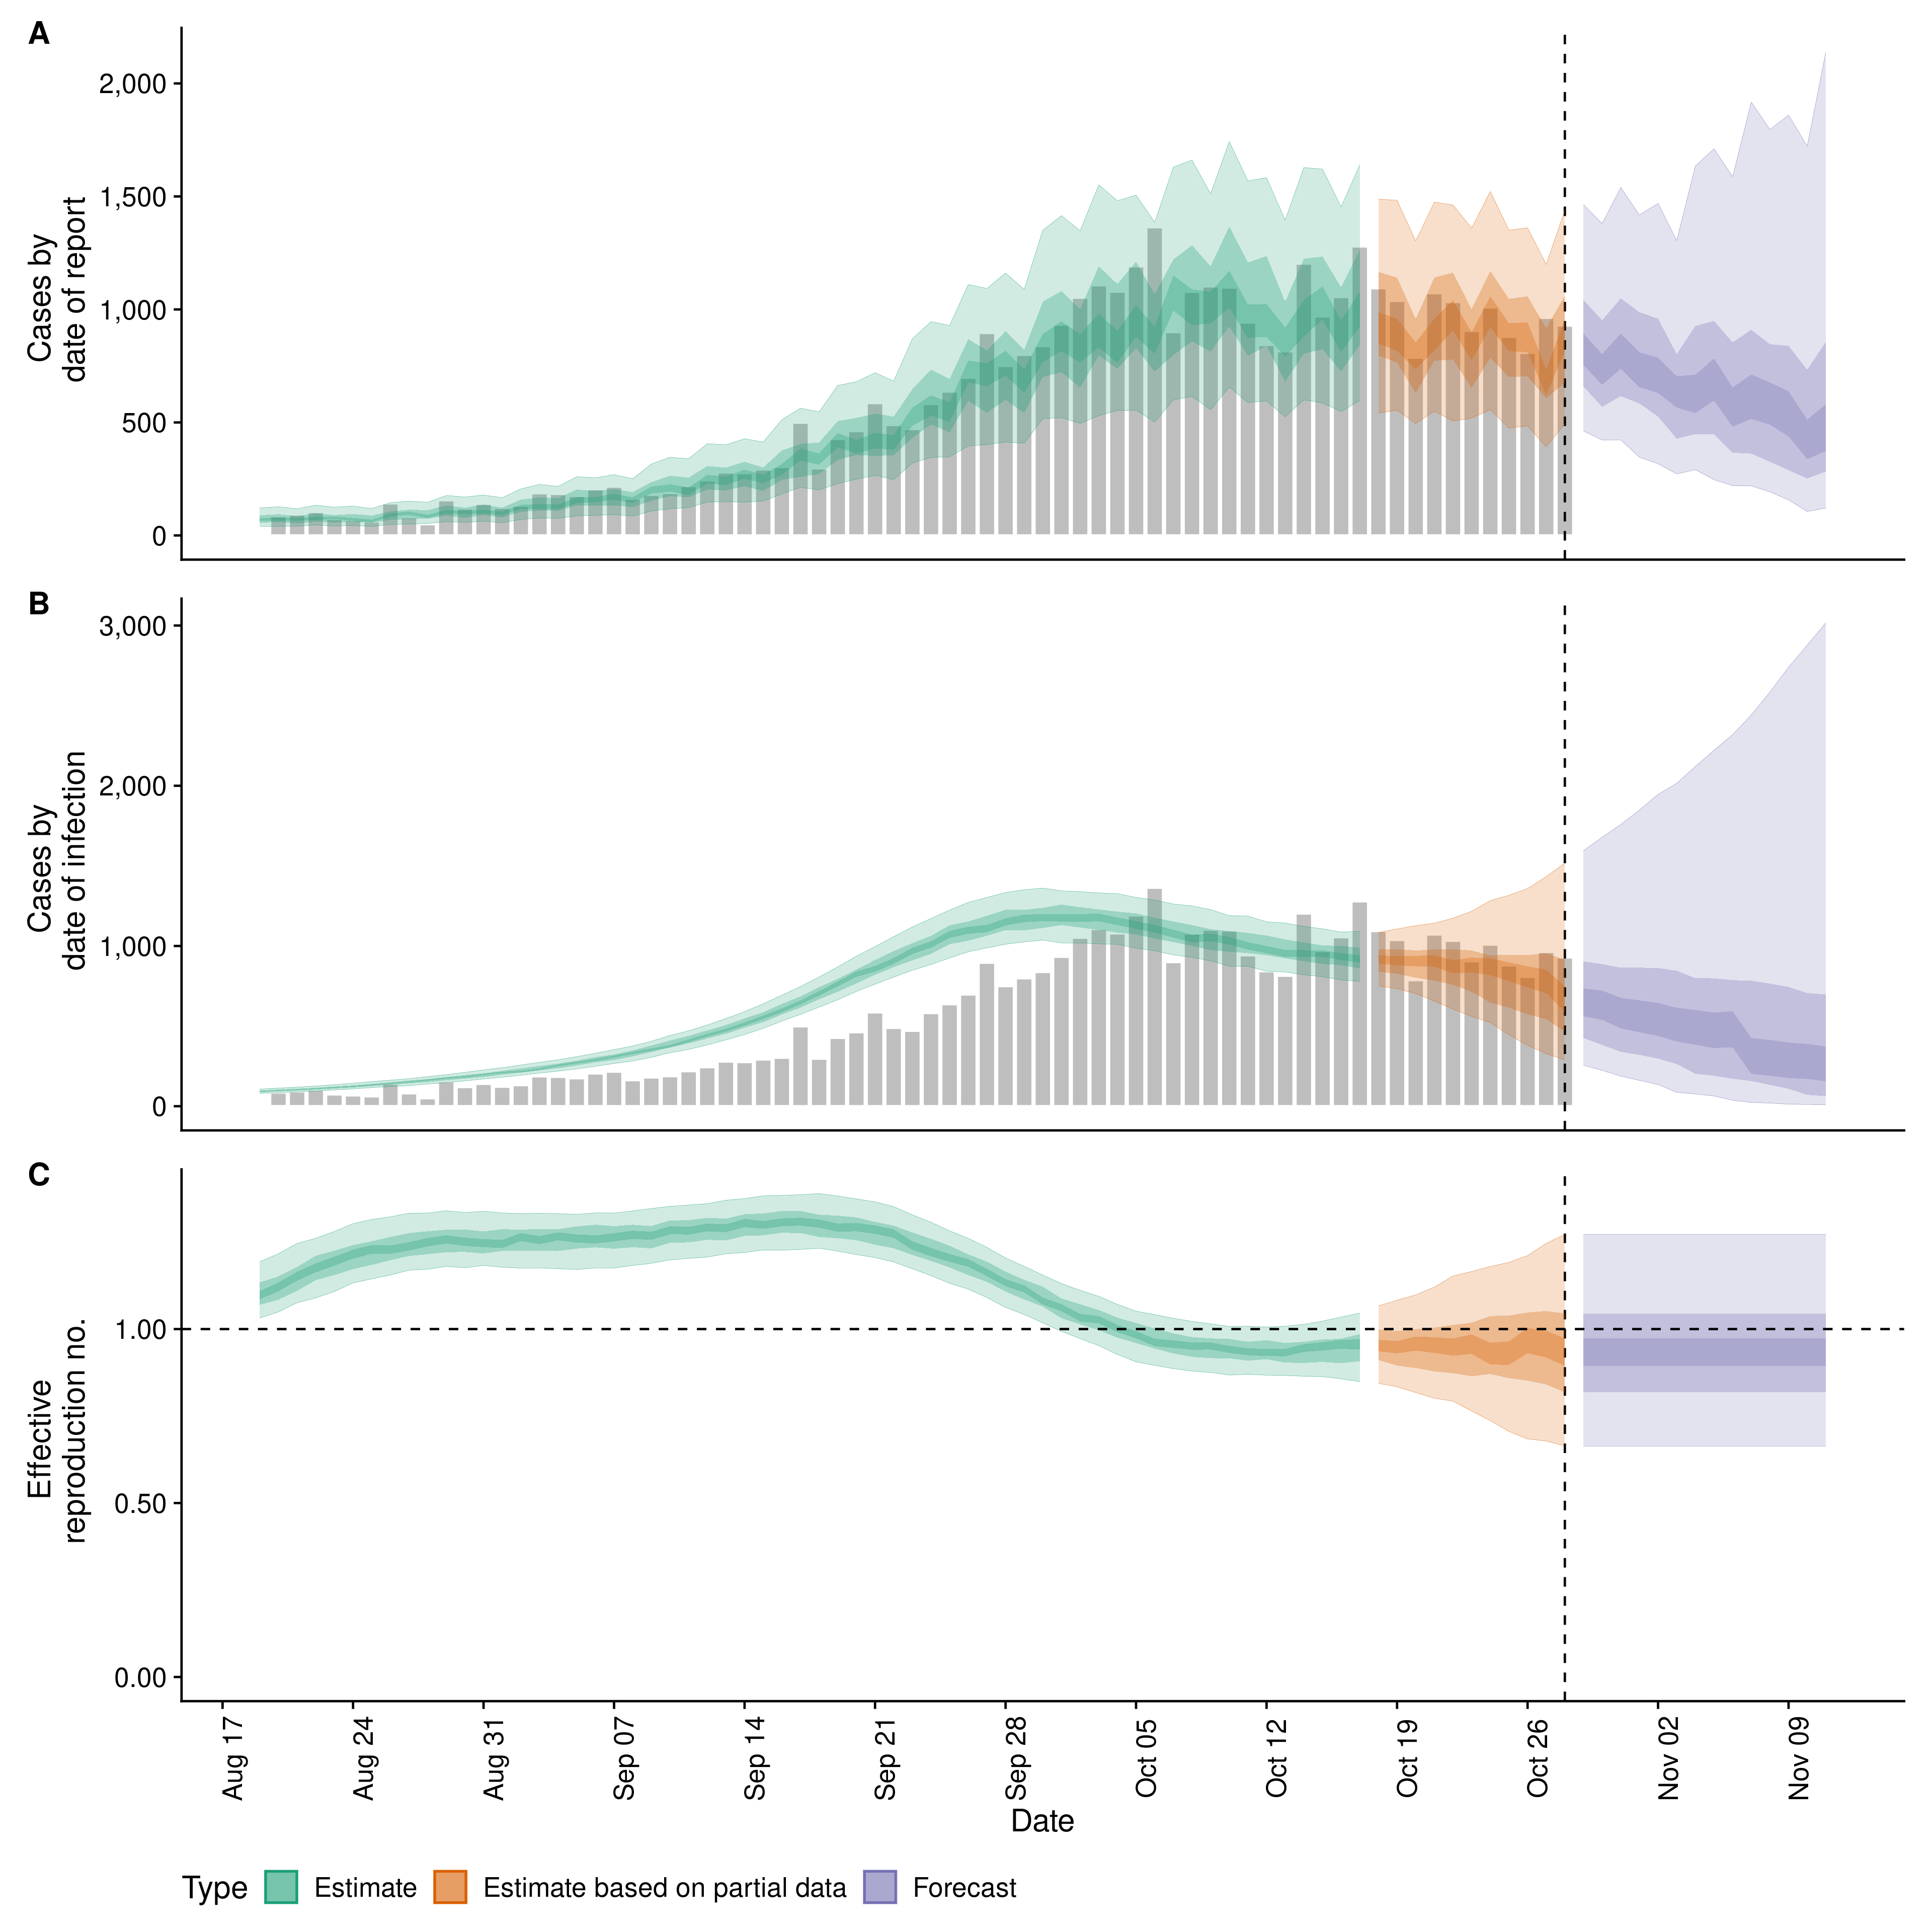 A
Cases by
date of report
2,000
1,500
1,000
500
0
B
Cases by
date of infection
3,000
2,000
1,000
0
C
Effective
reproduction no.
1.00
0.50
0.00
Aug 17
Aug 24
Aug 31
Sep 07
Sep 14
Sep 21
Sep 28
Oct 05
Oct 12
Oct 19
Oct 26
Nov 02
Nov 09
Date
Type Estimate Estimate based on partial data Forecast